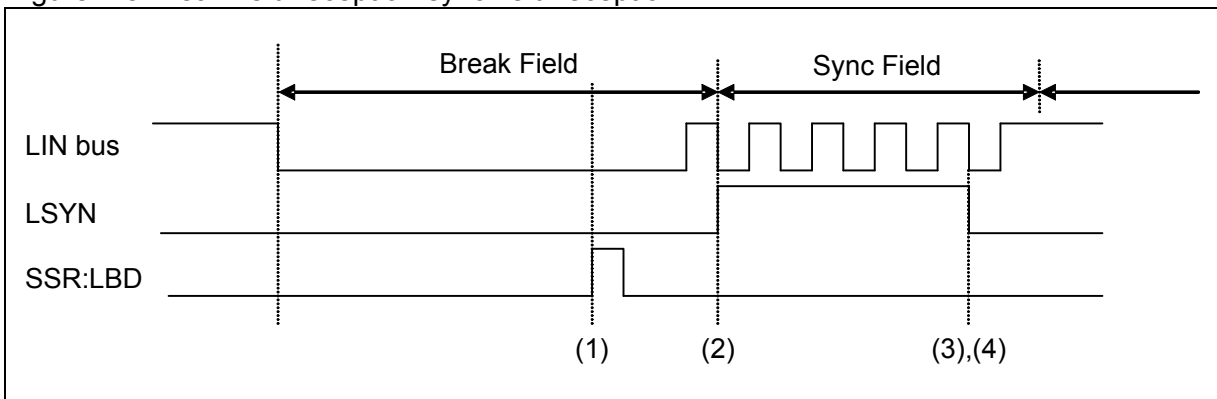 Break Field
Sync Field
LIN bus
LSYN
SSR:LBD
(1)
(2)
(3),(4)